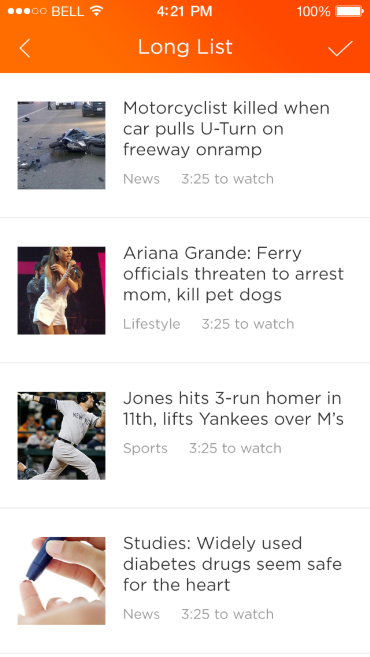 BELL 4:21 PM 100%
Long List
Motorcyclist killed when
car pulls U-Turn on
freeway onramp
News 3:25 to watch
Ariana Grande: Ferry
officials threaten to arrest
mom, kill pet dogs
Lifestyle 3:25 to watch
Jones hits 3-run homer in
11th, lifts Yankees over M's
Sports 3:25 to watch
Studies: Widely used
diabetes drugs seem safe
for the heart
News 3:25 to watch